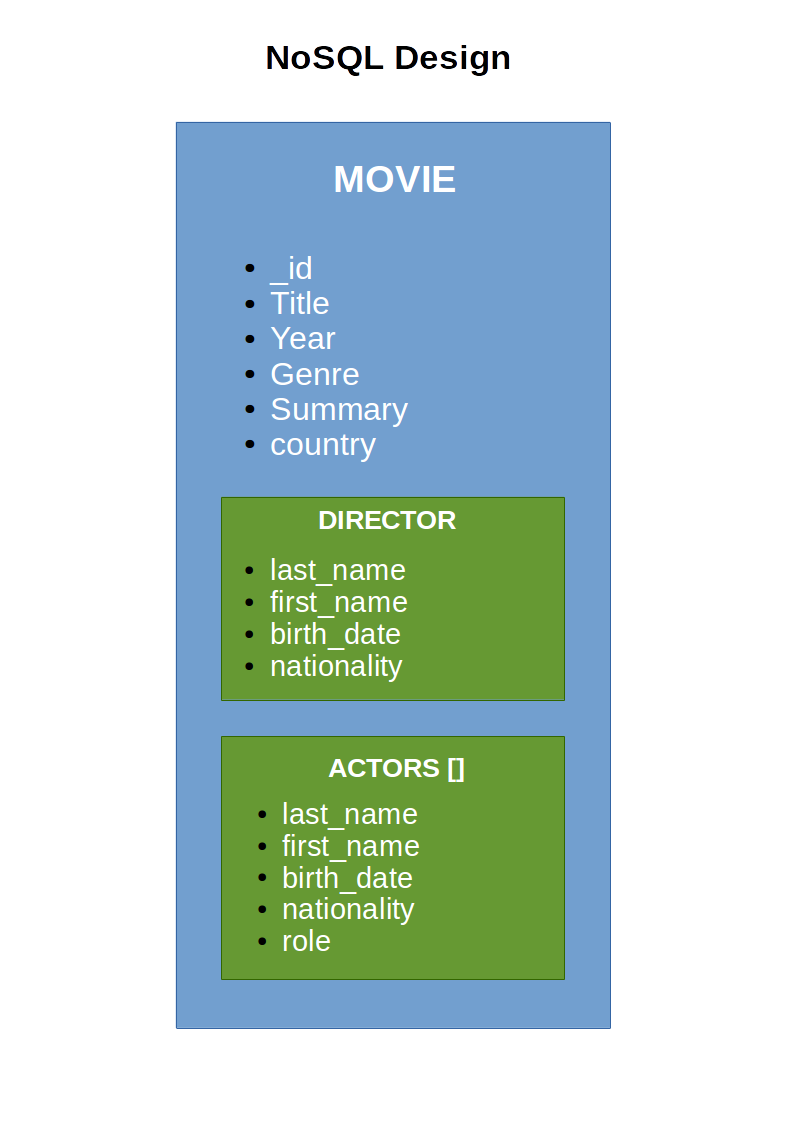 NoSQL Design
MOVIE
• _id
• Title
• Year
• Genre
• Summary
• country
DIRECTOR
• last_name
• first_name
• birth_date
• nationality
ACTORS []
• last_name
• first_name
• birth_date
• nationality
• role